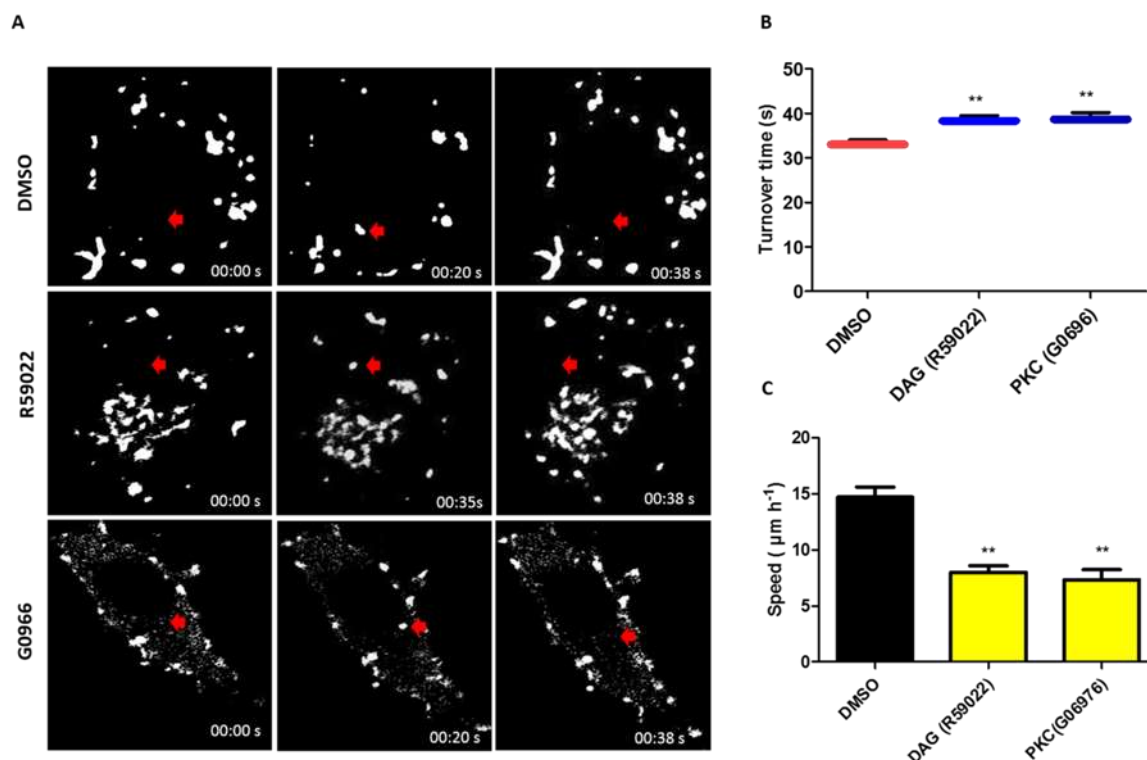 A
DMSO
00:00 s
00:20 s
00:38 s
R59022
00:00 s
00:35s
00:38 s
G0966
00:00 s
00:20 s
00:38 s
B
Turnover time (s)
50
40
30
20
10
0
**
**
DMSO
DAG (R59022)
PKC (G0696)
C
Speed ( µm h-1)
20
15
10
5
0
**
**
DMSO
DAG (R59022)
PKC(G06976)